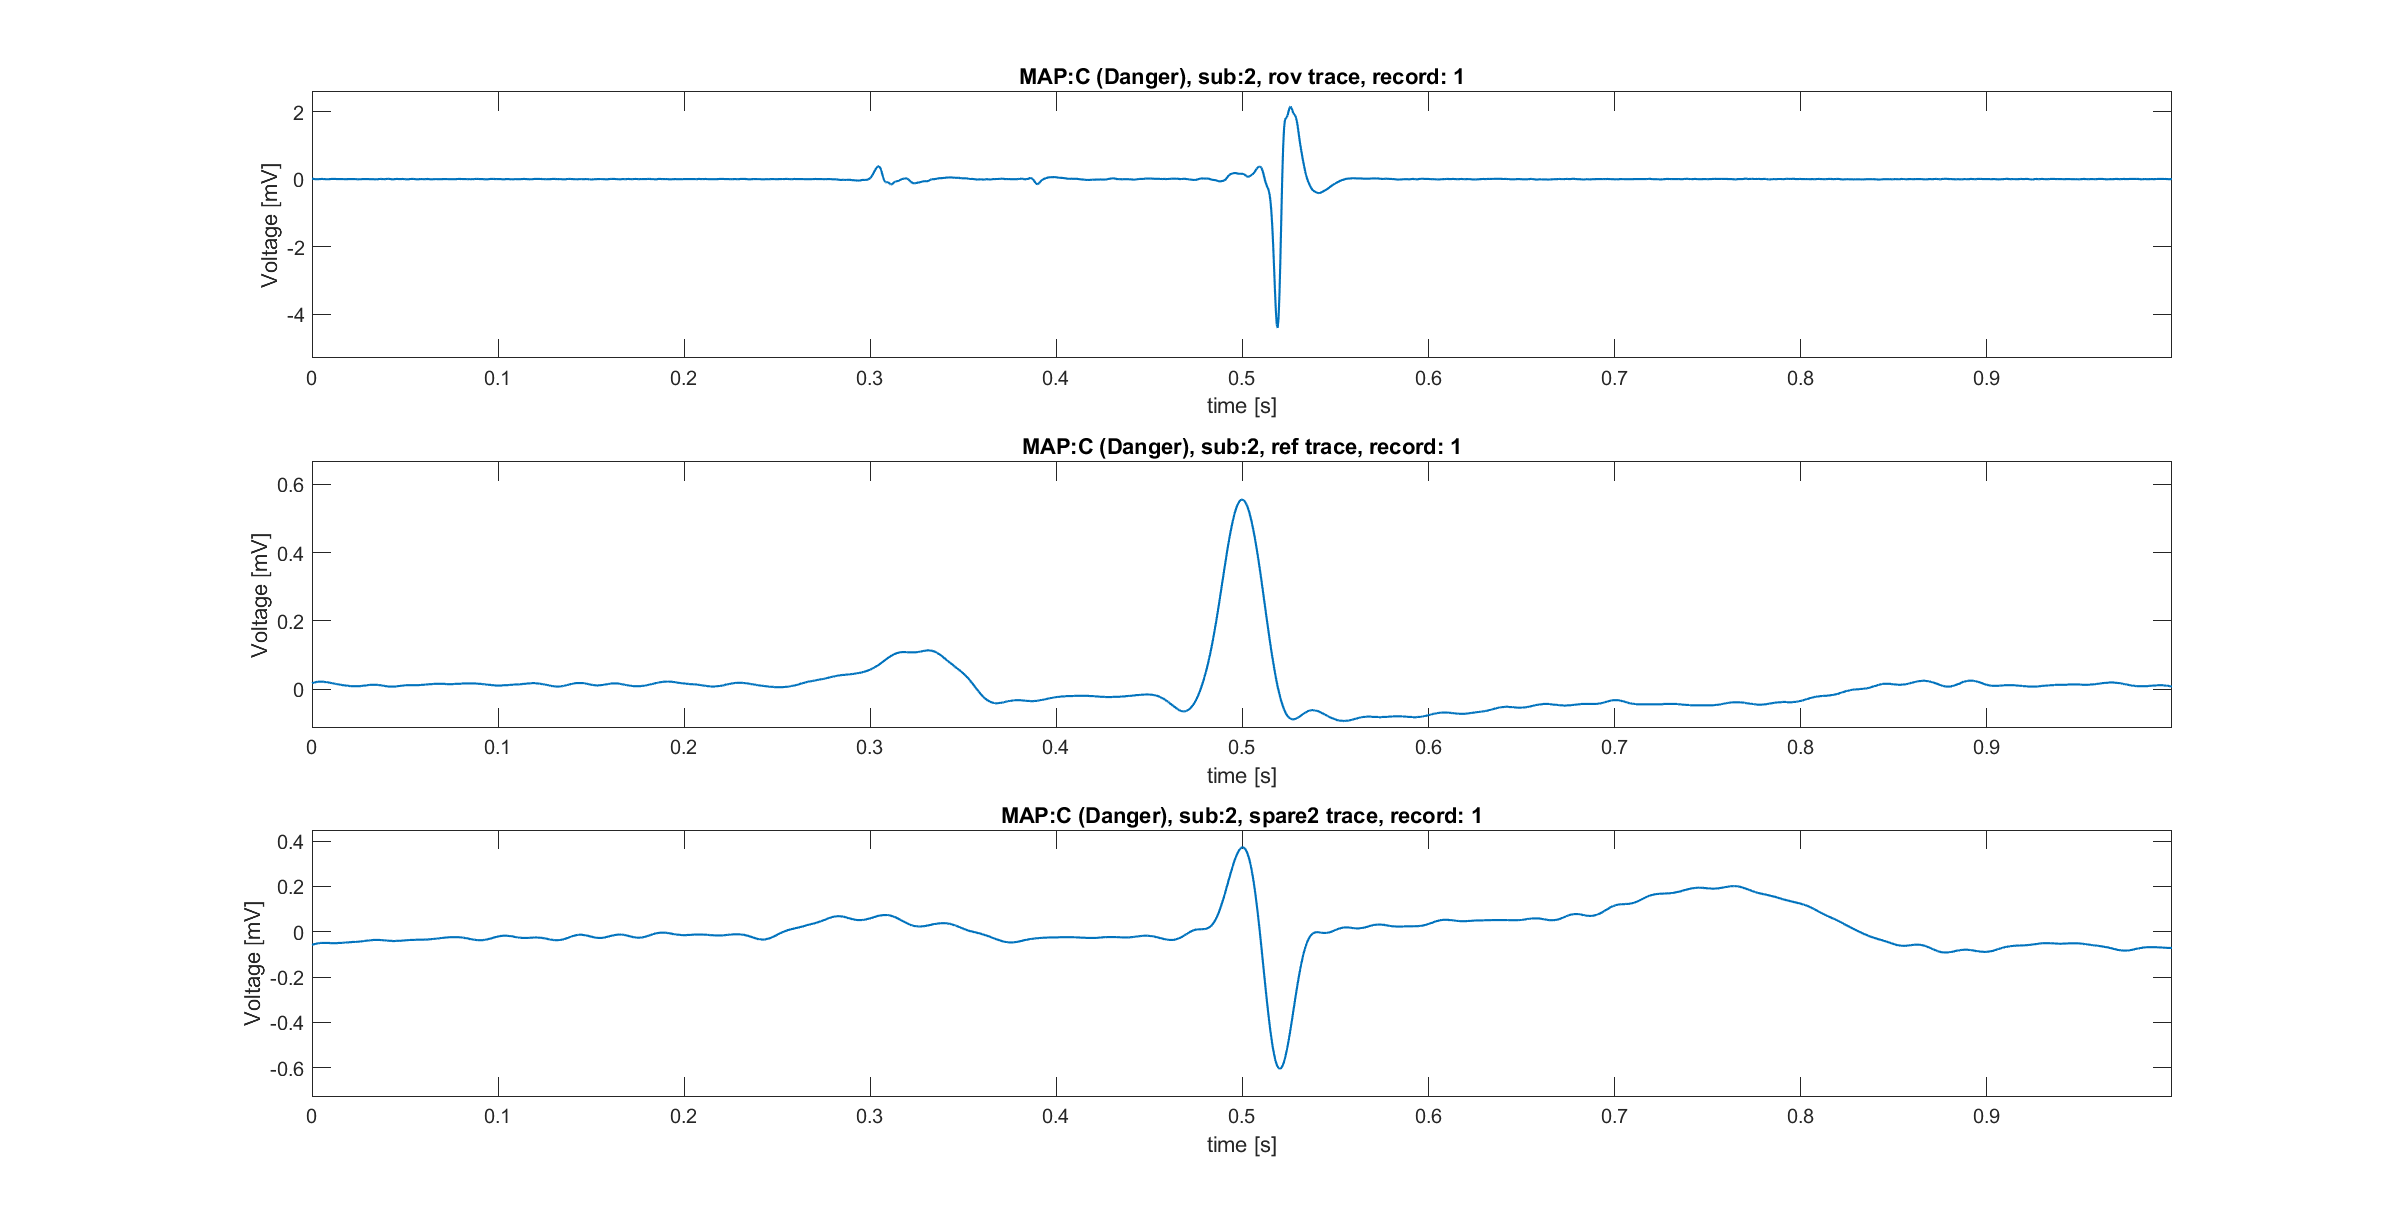 MAP:C (Danger), sub:2, rov trace, record: 1
Voltage [mV]
2
0
-2
-4
0 0.1 0.2 0.3 0.4 0.5 0.6 0.7 0.8 0.9
time [s]
MAP:C (Danger), sub:2, ref trace, record: 1
Voltage [mV]
0.6
0.4
0.2
0
0 0.1 0.2 0.3 0.4 0.5 0.6 0.7 0.8 0.9
time [s]
MAP:C (Danger), sub:2, spare2 trace, record: 1
Voltage [mV]
0.4
0.2
0
-0.2
-0.4
-0.6
0 0.1 0.2 0.3 0.4 0.5 0.6 0.7 0.8 0.9
time [s]